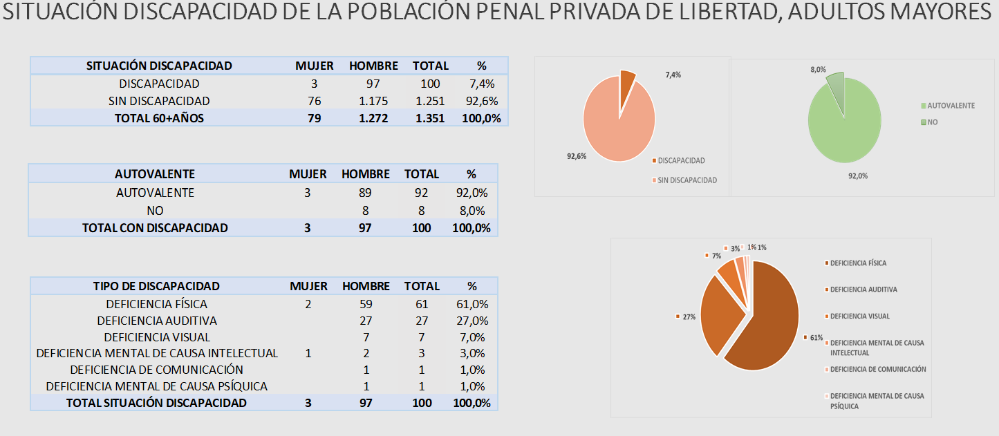 SITUACIÓN DISCAPACIDAD DE LA POBLACIÓN PENAL PRIVADA DE LIBERTAD, ADULTOS MAYORES
SITUACIÓN DISCAPACIDAD MUJER HOMBRE TOTAL %
DISCAPACIDAD 3 97 100 7,4%
SIN DISCAPACIDAD 76 1.175 1.251 92,6%
TOTAL 60+AÑOS 79 1.272 1.351 100,0%
AUTOVALENTE MUJER HOMBRE TOTAL %
AUTOVALENTE 3 89 92 92,0%
NO 8 8 8,0%
TOTAL CON DISCAPACIDAD 3 97 100 100,0%
TIPO DE DISCAPACIDAD MUJER HOMBRE TOTAL %
DEFICIENCIA FÍSICA 2 59 61 61,0%
DEFICIENCIA AUDITIVA 27 27 27,0%
DEFICIENCIA VISUAL 7 7 7,0%
DEFICIENCIA MENTAL DE CAUSA INTELECTUAL 1 2 3 3,0%
DEFICIENCIA DE COMUNICACIÓN 1 1 1,0%
DEFICIENCIA MENTAL DE CAUSA PSÍQUICA 1 1 1,0%
TOTAL SITUACIÓN DISCAPACIDAD 3 97 100 100,0%
7,4%
92,6%
DISCAPACIDAD
SIN DISCAPACIDAD
8,0%
92,0%
AUTOVALENTE
NO
7%
3%
1%
1%
27%
61%
DEFICIENCIA FÍSICA
DEFICIENCIA AUDITIVA
DEFICIENCIA VISUAL
DEFICIENCIA MENTAL DE CAUSA
INTELECTUAL
DEFICIENCIA DE COMUNICACIÓN
DEFICIENCIA MENTAL DE CAUSA
PSÍQUICA